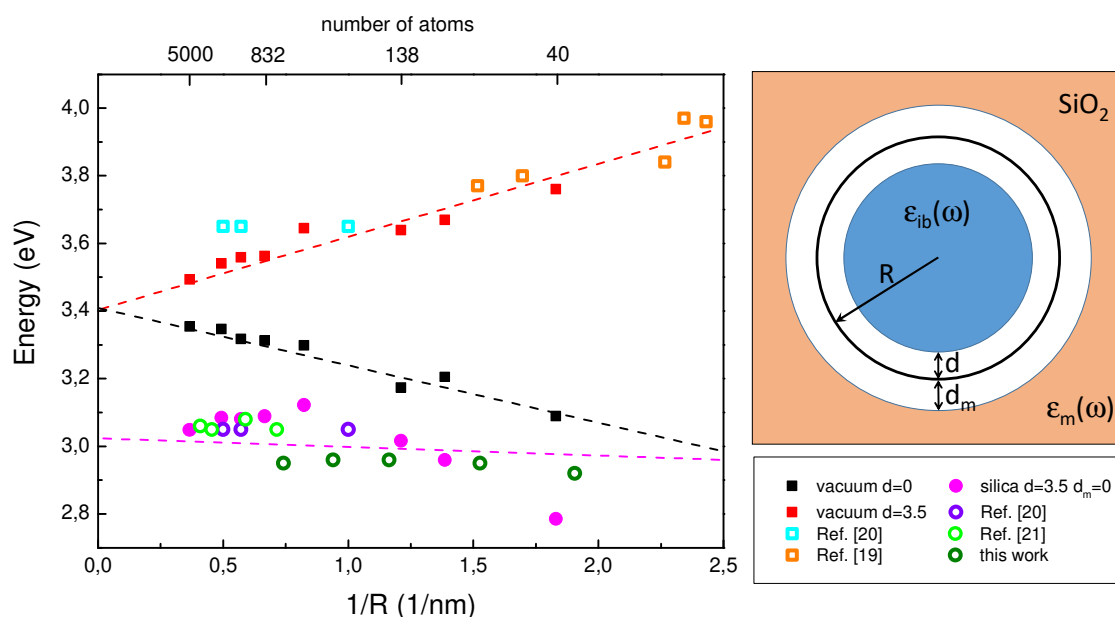 number of atoms
5000 832 138 40
4,0
3,8
3,6
3,4
3,2
3,0
2,8
Energy (eV)
0,0 0,5 1,0 1,5 2,0 2,5
1/R (1/nm)
SiO₂
εib(ω)
R
d
dm
εm(ω)
vacuum d=0
vacuum d=3.5
Ref. [20]
Ref. [19]
silica d=3.5 dm=0
Ref. [20]
Ref. [21]
this work